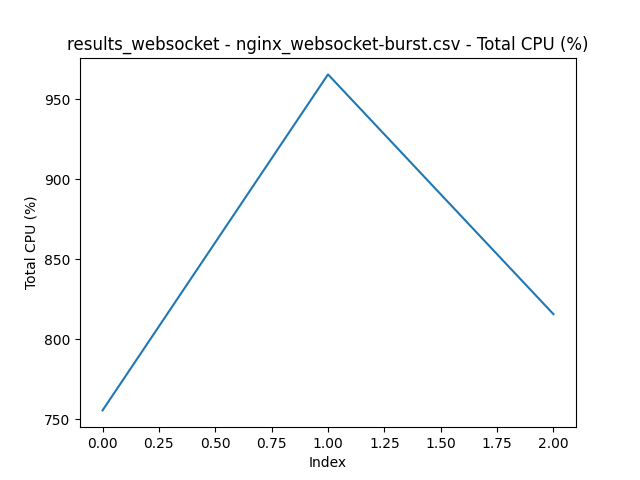 results_websocket - nginx_websocket-burst.csv - Total CPU (%)
Total CPU (%)
950
900
850
800
750
0.00 0.25 0.50 0.75 1.00 1.25 1.50 1.75 2.00
Index